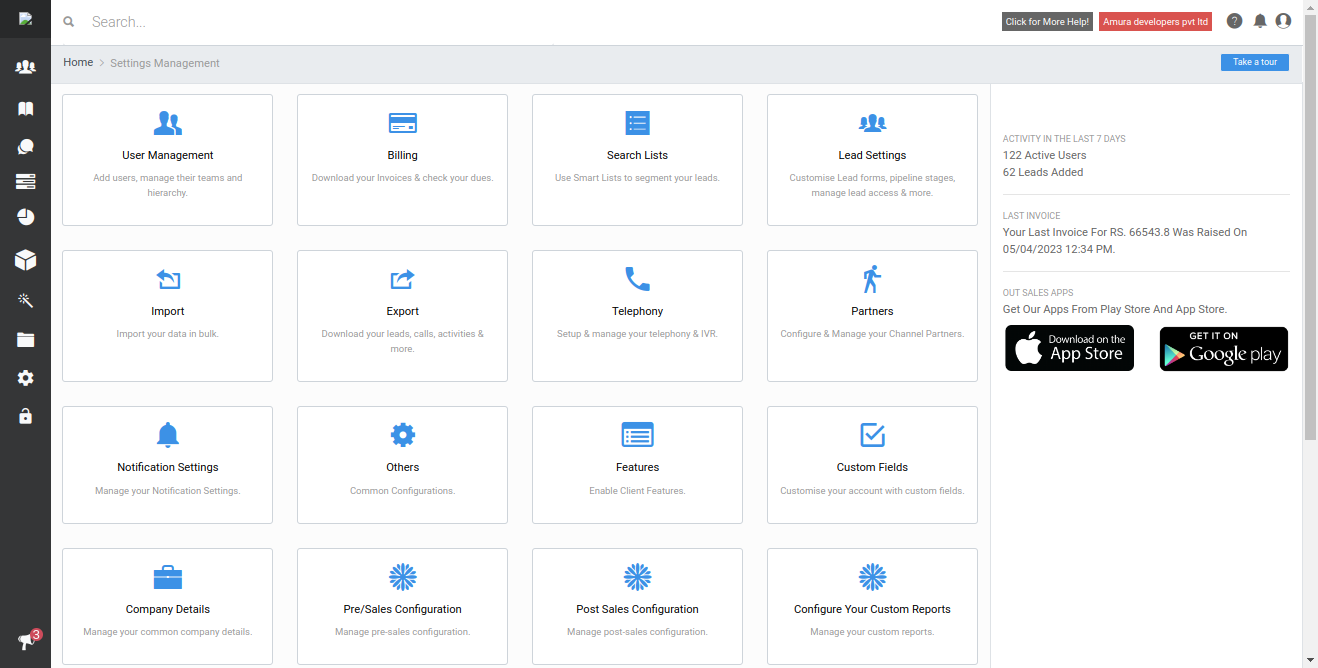 Search...
Click for More Help!
Amura developers pvt ltd
?
Home > Settings Management
Take a tour
User Management
Add users, manage their teams and
hierarchy.
Billing
Download your Invoices & check your dues.
Search Lists
Use Smart Lists to segment your leads.
Lead Settings
Customise Lead forms, pipeline stages,
manage lead access & more.
Import
Import your data in bulk.
Export
Download your leads, calls, activities &
more.
Telephony
Setup & manage your telephony & IVR.
Partners
Configure & Manage your Channel Partners.
Notification Settings
Manage your Notification Settings.
Others
Common Configurations.
Features
Enable Client Features.
Custom Fields
Customise your account with custom fields.
Company Details
Manage your common company details.
Pre/Sales Configuration
Manage pre-sales configuration.
Post Sales Configuration
Manage post-sales configuration.
Configure Your Custom Reports
Manage your custom reports.
ACTIVITY IN THE LAST 7 DAYS
122 Active Users
62 Leads Added
LAST INVOICE
Your Last Invoice For RS. 66543.8 Was Raised On
05/04/2023 12:34 PM.
OUT SALES APPS
Get Our Apps From Play Store And App Store.
Download on the
App Store
GET IT ON
Google play
3